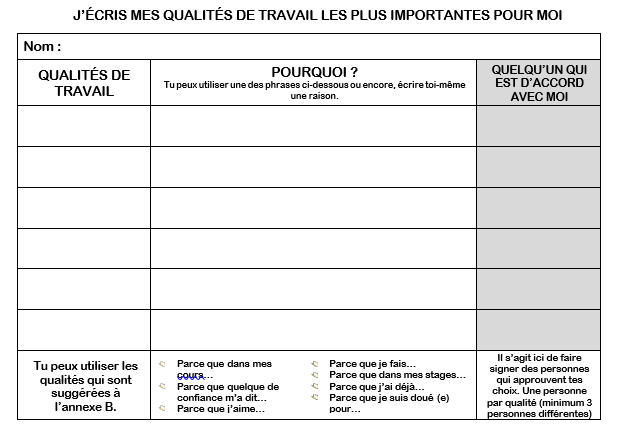 J'ÉCRIS MES QUALITÉS DE TRAVAIL LES PLUS IMPORTANTES POUR MOI
Nom :
QUALITÉS DE
TRAVAIL
POURQUOI ?
Tu peux utiliser une des phrases ci-dessous ou encore, écrire toi-même
une raison.
QUELQU'UN QUI
EST D'ACCORD
AVEC MOI
Tu peux utiliser les
qualités qui sont
suggérées à
l'annexe B.
Parce que dans mes
cours…
Parce que quelque de
confiance m'a dit…
Parce que j'aime…
Parce que je fais…
Parce que dans mes stages…
Parce que j'ai déjà…
Parce que je suis doué (e)
pour…
Il s'agit ici de faire
signer des personnes
qui approuvent tes
choix. Une personne
par qualité (minimum 3
personnes différentes)